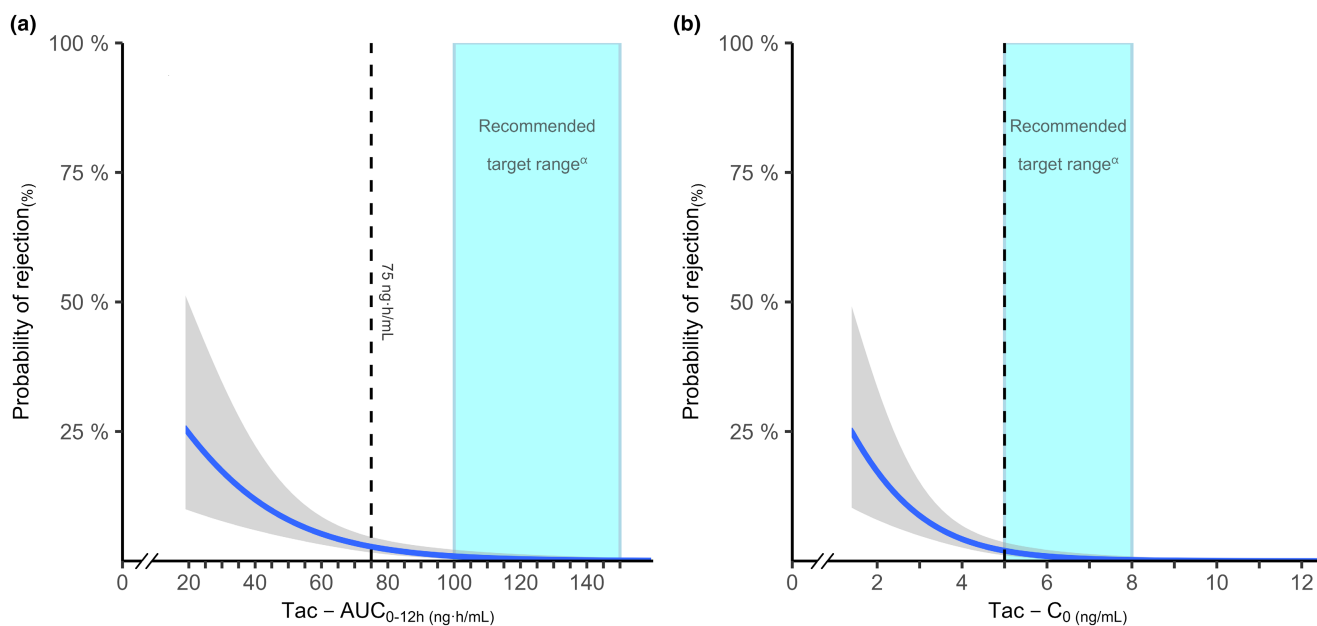 (a)
100 %
75 %
50 %
25 %
Probability of rejection(%)
Recommended
target rangeα
75 ng·h/mL
0 20 40 60 80 100 120 140
Tac – AUC0-12h (ng·h/mL)
(b)
100 %
75 %
50 %
25 %
Probability of rejection(%)
Recommended
target rangeα
0 2 4 6 8 10 12
Tac – C0 (ng/mL)